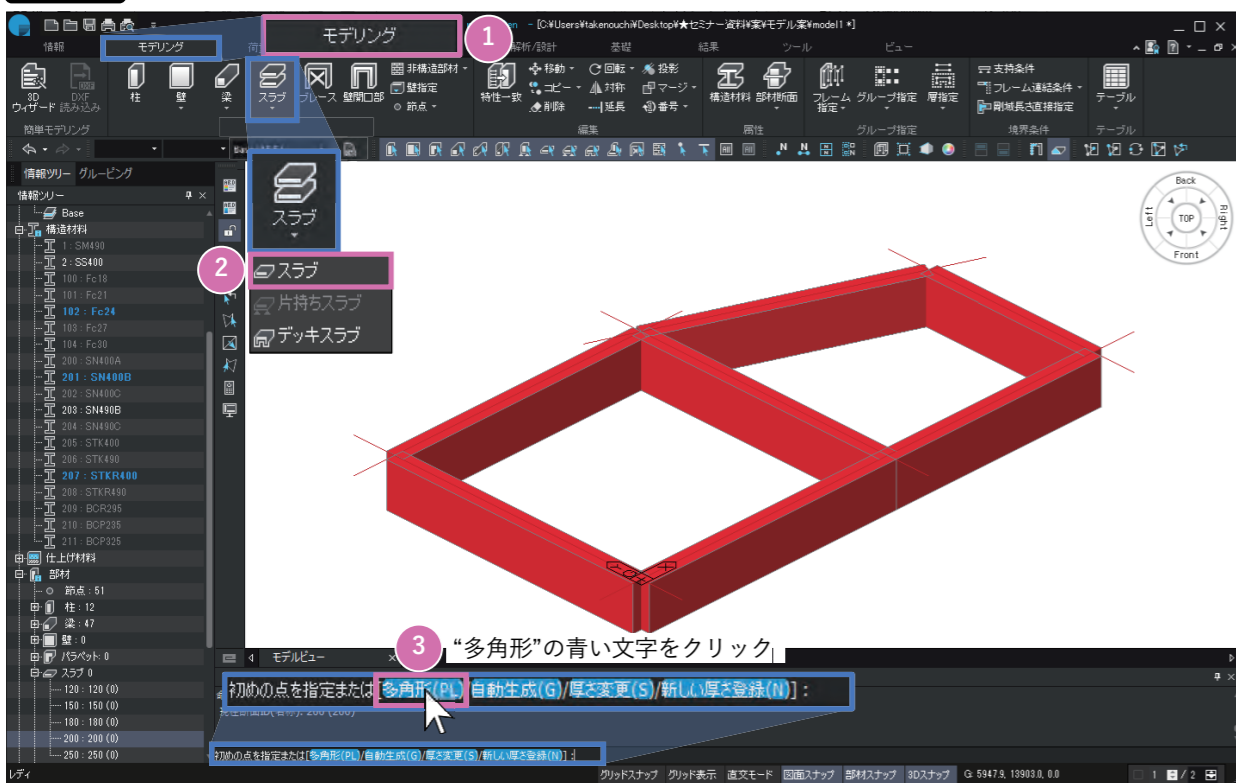 [C:¥Users¥takenouchi¥Desktop¥★セミナー資料¥案¥モデル案¥model1 *]
情報 モデリング 解析/設計 基礎 結果 ツール ビュー
モデリング
1
3Dウィザード
DXF読み込み
柱
壁
梁
スラブ
ブレース
壁開口部
非構造部材
壁指定
節点
特性一致
移動 回転 投影
コピー 対称 マージ
削除 延長 番号
構造材料
部材断面
フレーム指定
グループ指定
層指定
支持条件
フレーム連結条件
剛域長さ直接指定
テーブル
簡単モデリング 編集 属性 グループ指定 境界条件 テーブル
情報ツリー グルーピング
情報ツリー
Base
構造材料
1 : SM490
2 : SS400
100 : Fc18
101 : Fc21
102 : Fc24
103 : Fc27
104 : Fc30
200 : SN400A
201 : SN400B
202 : SN400C
203 : SN490B
204 : SN490C
205 : STK400
206 : STK490
207 : STKR400
208 : STKR490
209 : BCR295
210 : BCP235
211 : BCP325
仕上げ材料
部材
節点 : 51
柱 : 12
梁 : 47
壁 : 0
パラペット: 0
スラブ 0
120 : 120 (0)
150 : 150 (0)
180 : 180 (0)
200 : 200 (0)
250 : 250 (0)
スラブ
2
スラブ
片持ちスラブ
デッキスラブ
Back
Left TOP Right
Front
3 “多角形”の青い文字をクリック
モデルビュー
初めの点を指定または[多角形(PL)/自動生成(G)/厚さ変更(S)/新しい厚さ登録(N)] :
初めの点を指定または[多角形(PL)/自動生成(G)/厚さ変更(S)/新しい厚さ登録(N)] :
レディ グリッドスナップ グリッド表示 直交モード 図面スナップ 部材スナップ 3Dスナップ G: 5947.9, 13903.0, 0.0 1 / 2